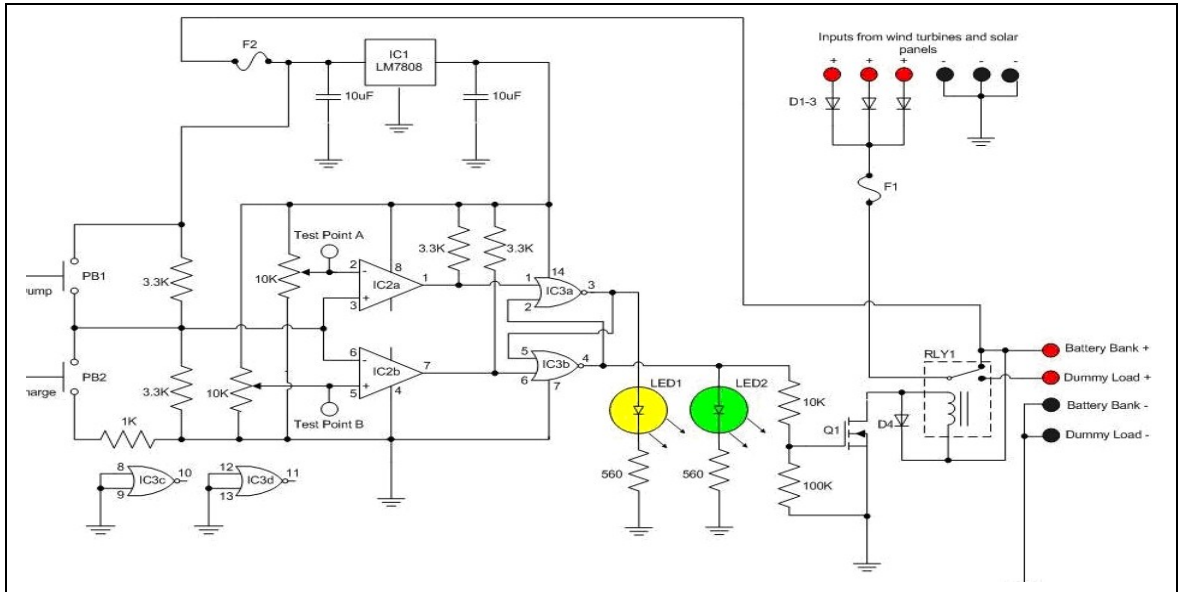 Inputs from wind turbines and solar
panels
+ + + - - -
F2
IC1
LM7808
10uF
10uF
D1-3
F1
Test Point A
3.3K
3.3K
PB1
ump
3.3K
10K
2 -
8
IC2a
1
+
3
1
14
IC3a
3
2
6 -
IC2b
7
+
5
4
5
IC3b
4
6
7
PB2
harge
3.3K
10K
Test Point B
1K
RLY1
Battery Bank +
Dummy Load +
Battery Bank -
Dummy Load -
LED1
LED2
10K
Q1
D4
560
560
100K
8
IC3c
10
9
12
IC3d
11
13